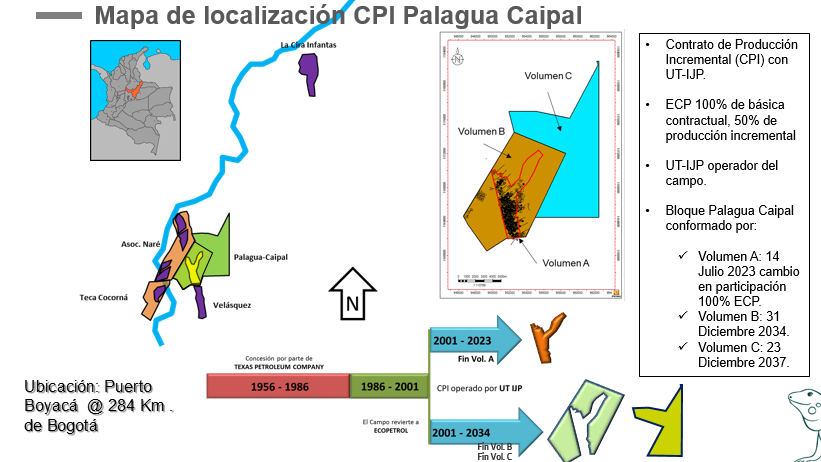 Mapa de localización CPI Palagua Caipal
La Cira Infantas
Asoc. Naré
Palagua-Caipal
Teca Cocorná
Velásquez
N
Volumen C
Volumen B
Volumen A
• Contrato de Producción
Incremental (CPI) con
UT-IJP.
• ECP 100% de básica
contractual, 50% de
producción incremental
• UT-IJP operador del
campo.
• Bloque Palagua Caipal
conformado por:
✓ Volumen A: 14
Julio 2023 cambio
en participación
100% ECP.
✓ Volumen B: 31
Diciembre 2034.
✓ Volumen C: 23
Diciembre 2037.
Ubicación: Puerto
Boyacá @ 284 Km .
de Bogotá
Concesión por parte de
TEXAS PETROLEUM COMPANY
1956 - 1986
1986 - 2001
El Campo revierte a
ECOPETROL
2001 - 2023
Fin Vol. A
CPI operado por UT IJP
2001 - 2034
Fin Vol. B
Fin Vol. C